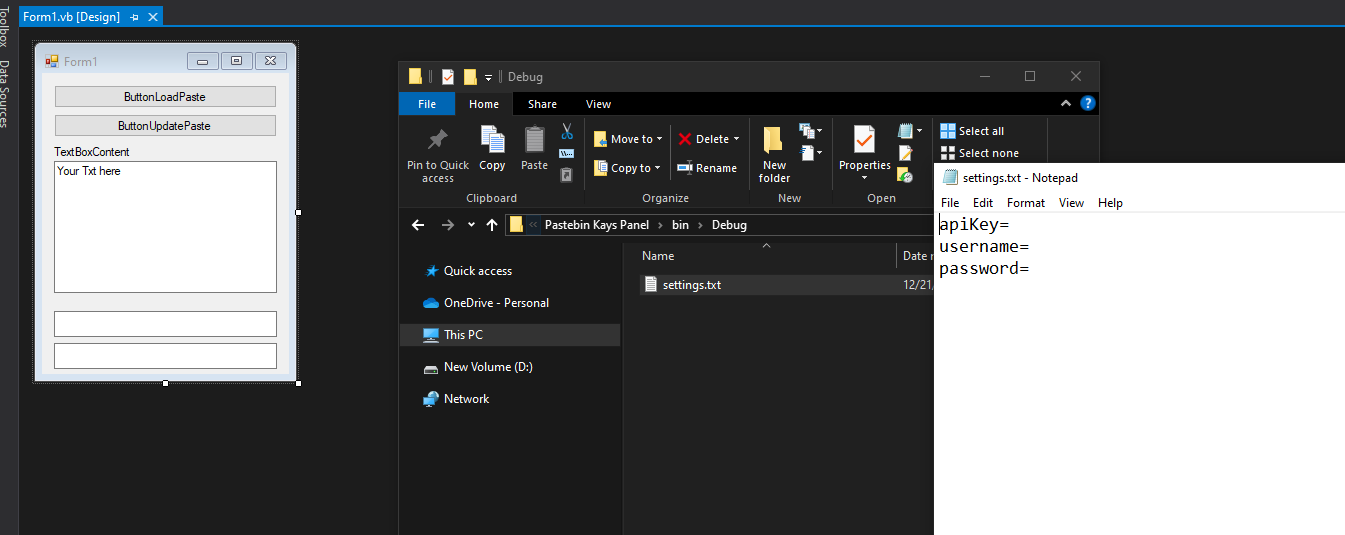 Toolbox
Data Sources
Form1.vb [Design]
Form1
ButtonLoadPaste
ButtonUpdatePaste
TextBoxContent
Your Txt here
Debug
File Home Share View
Pin to Quick access
Copy
Paste
Clipboard
Move to
Copy to
Delete
Rename
Organize
New folder
New
Properties
Open
Select all
Select none
« Pastebin Kays Panel > bin > Debug
Name
Quick access
OneDrive - Personal
This PC
New Volume (D:)
Network
settings.txt
12/21/
settings.txt - Notepad
File Edit Format View Help
apiKey=
username=
password=